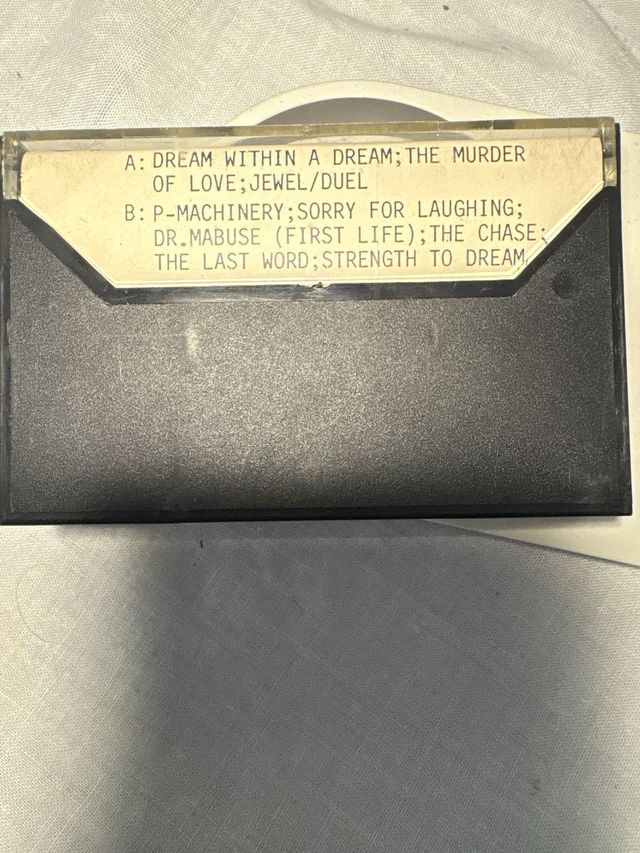 A: DREAM WITHIN A DREAM;THE MURDER
OF LOVE;JEWEL/DUEL
B: P-MACHINERY;SORRY FOR LAUGHING;
DR.MABUSE (FIRST LIFE);THE CHASE;
THE LAST WORD;STRENGTH TO DREAM